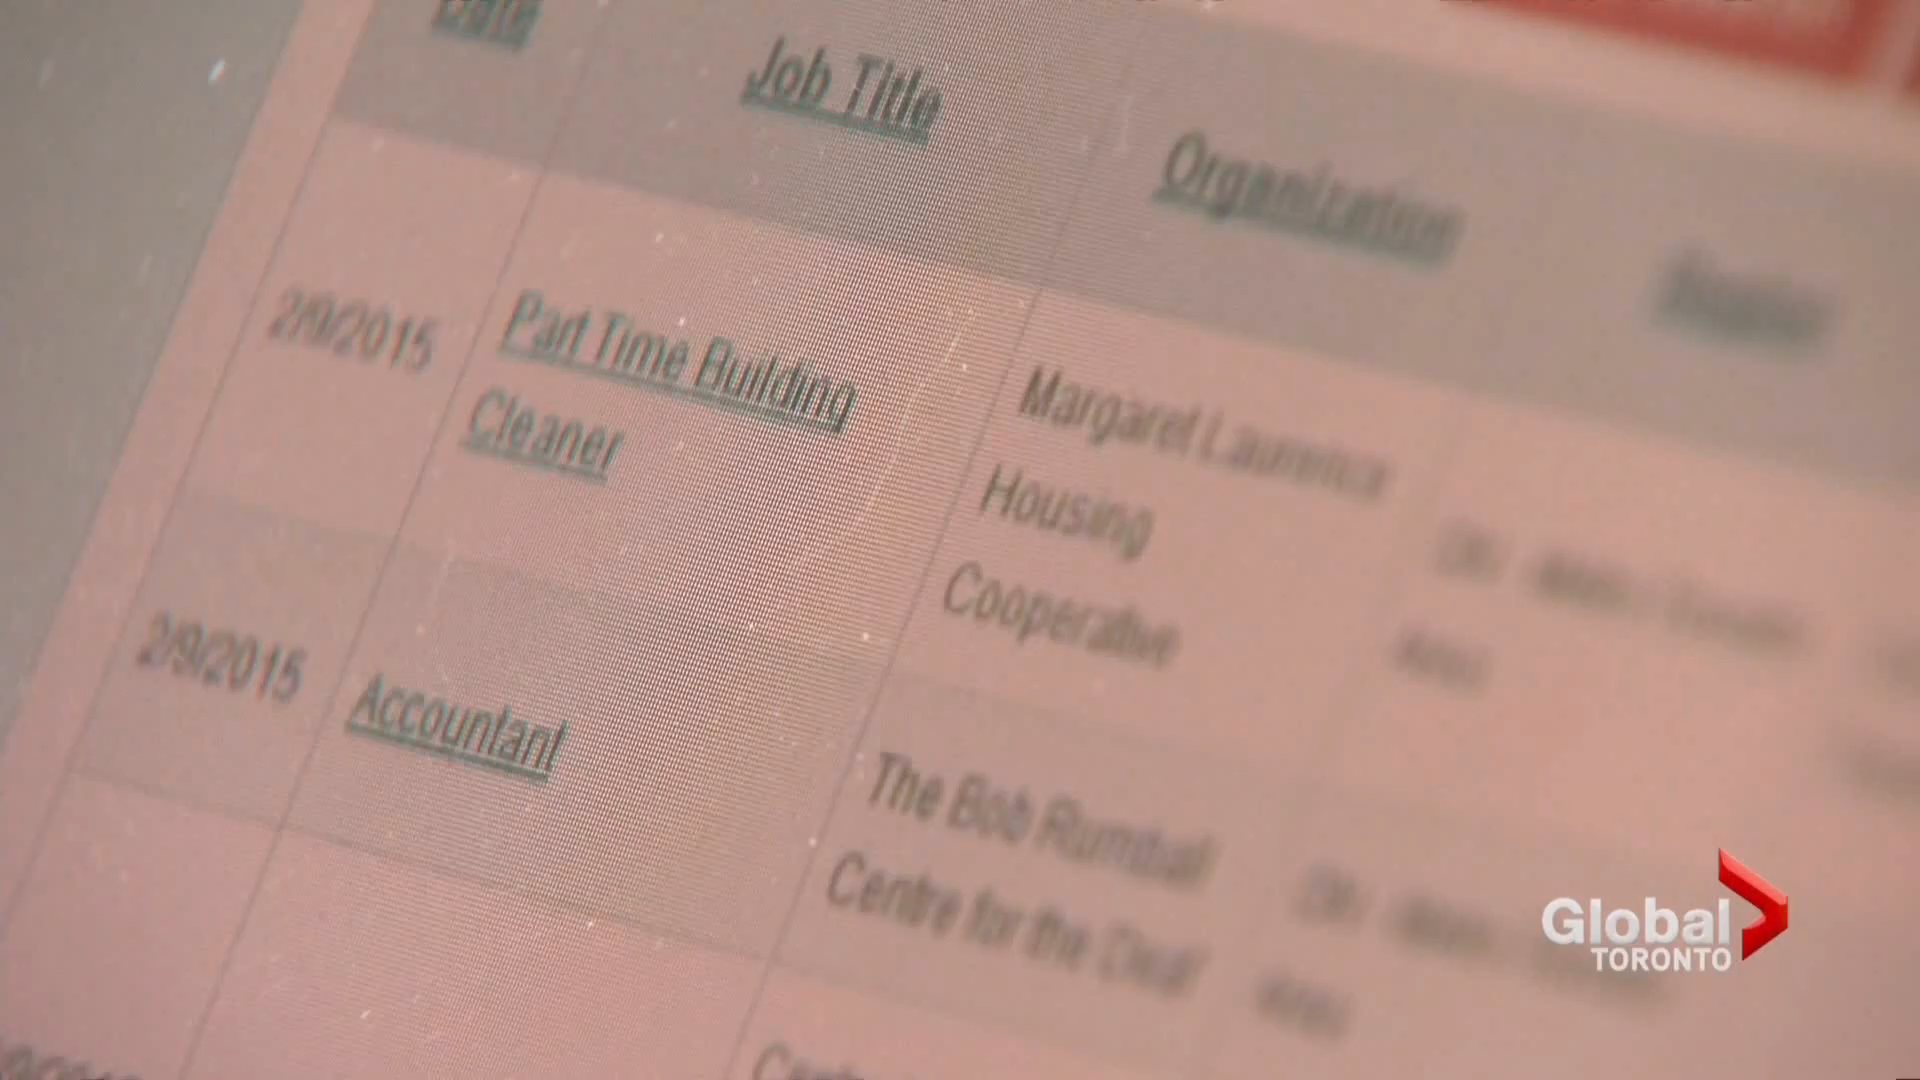 Date
Job Title
Organization
2/9/2015
Part Time Building
Cleaner
Margaret Laurence
Housing
Cooperative
2/9/2015
Accountant
The Bob Rumball
Centre for the Deaf
Global
TORONTO